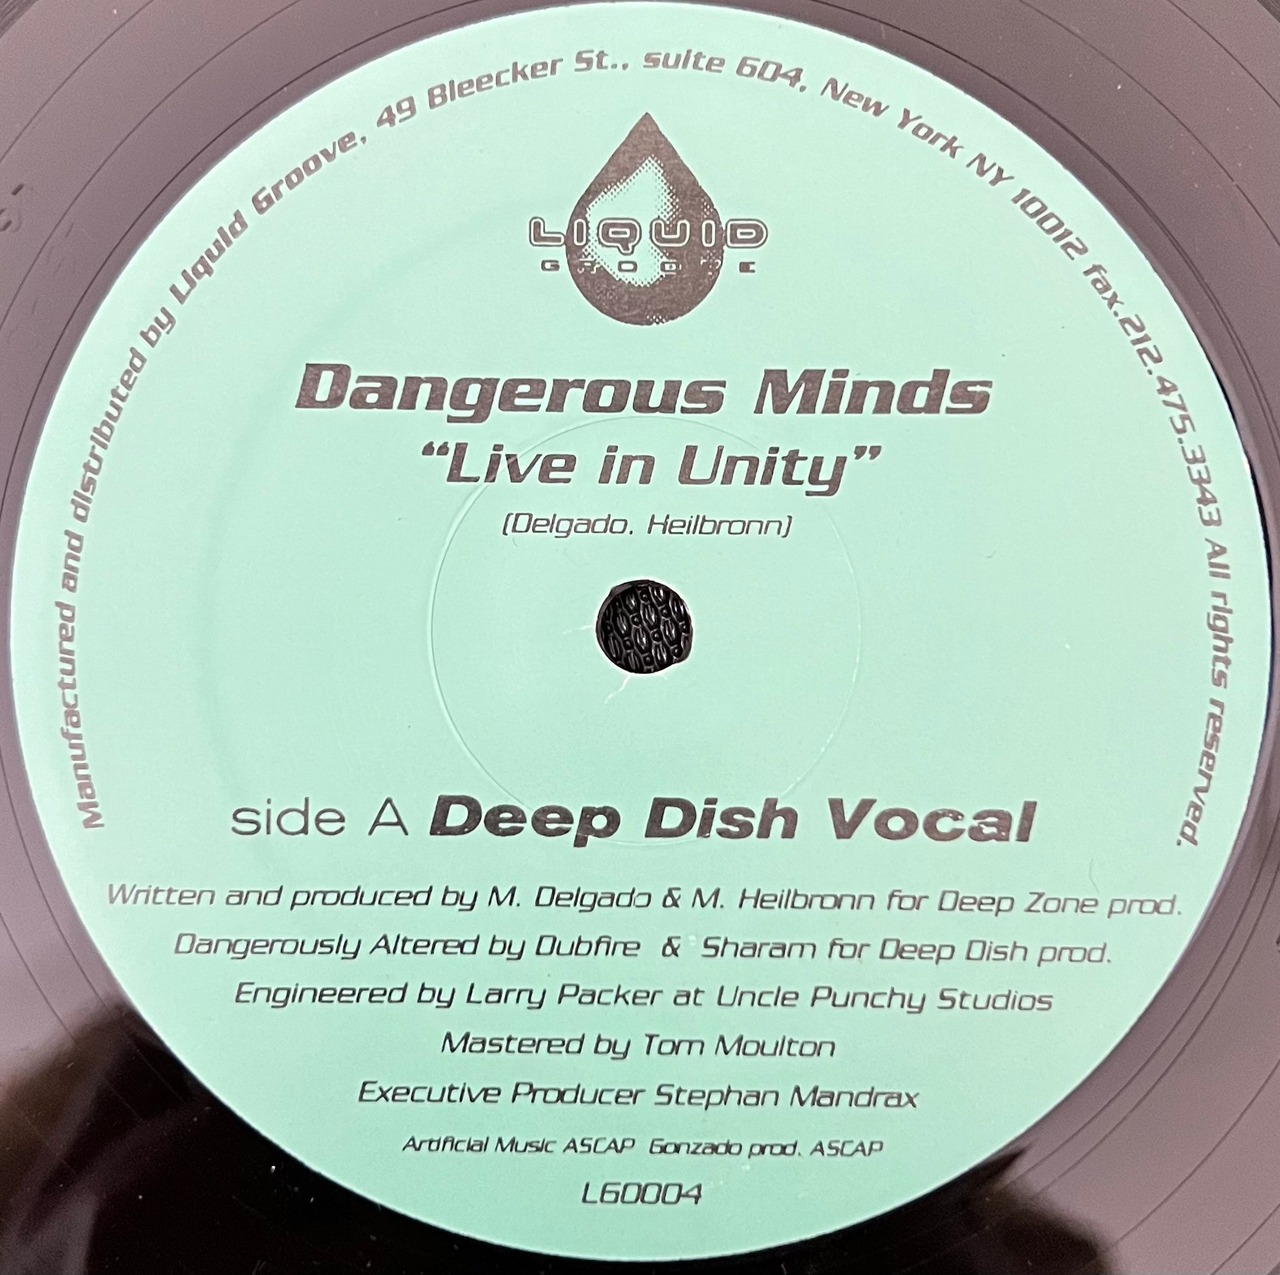 Manufactured and distributed by Liquid Groove, 49 Bleecker St., suite 604, New York NY 10012 fax.212.475.3343 All rights reserved.
LIQUID
GROOVE
Dangerous Minds
“Live in Unity”
(Delgado, Heilbronn)
side A Deep Dish Vocal
Written and produced by M. Delgado & M. Heilbronn for Deep Zone prod.
Dangerously Altered by Dubfire & Sharam for Deep Dish prod.
Engineered by Larry Packer at Uncle Punchy Studios
Mastered by Tom Moulton
Executive Producer Stephan Mandrax
Artificial Music ASCAP Gonzado prod. ASCAP
LG0004